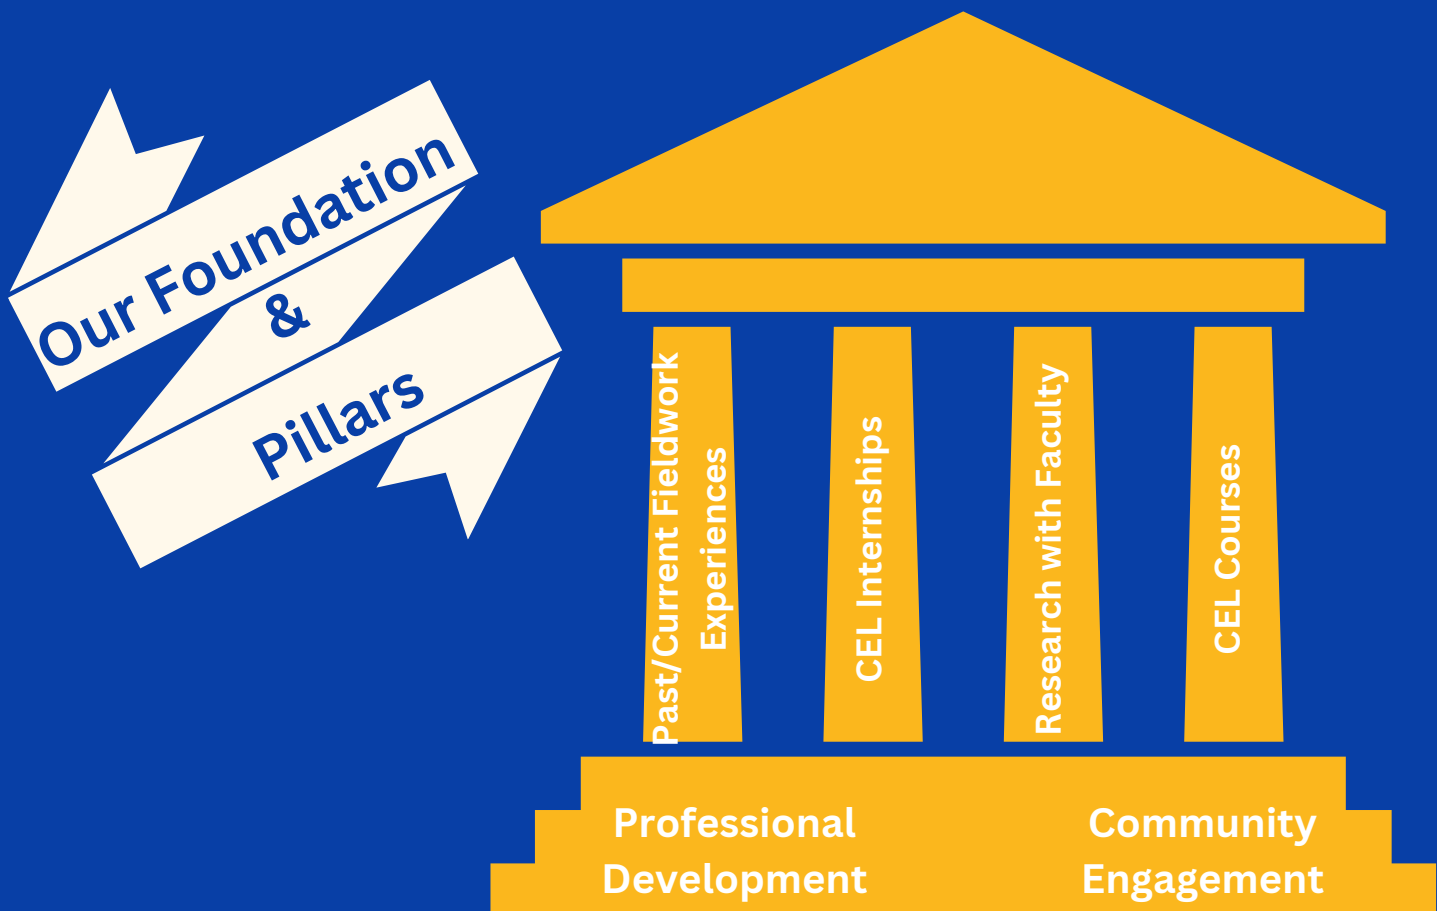 Our Foundation
&
Pillars
Past/Current Fieldwork
Experiences
CEL Internships
Research with Faculty
CEL Courses
Professional
Development
Community
Engagement